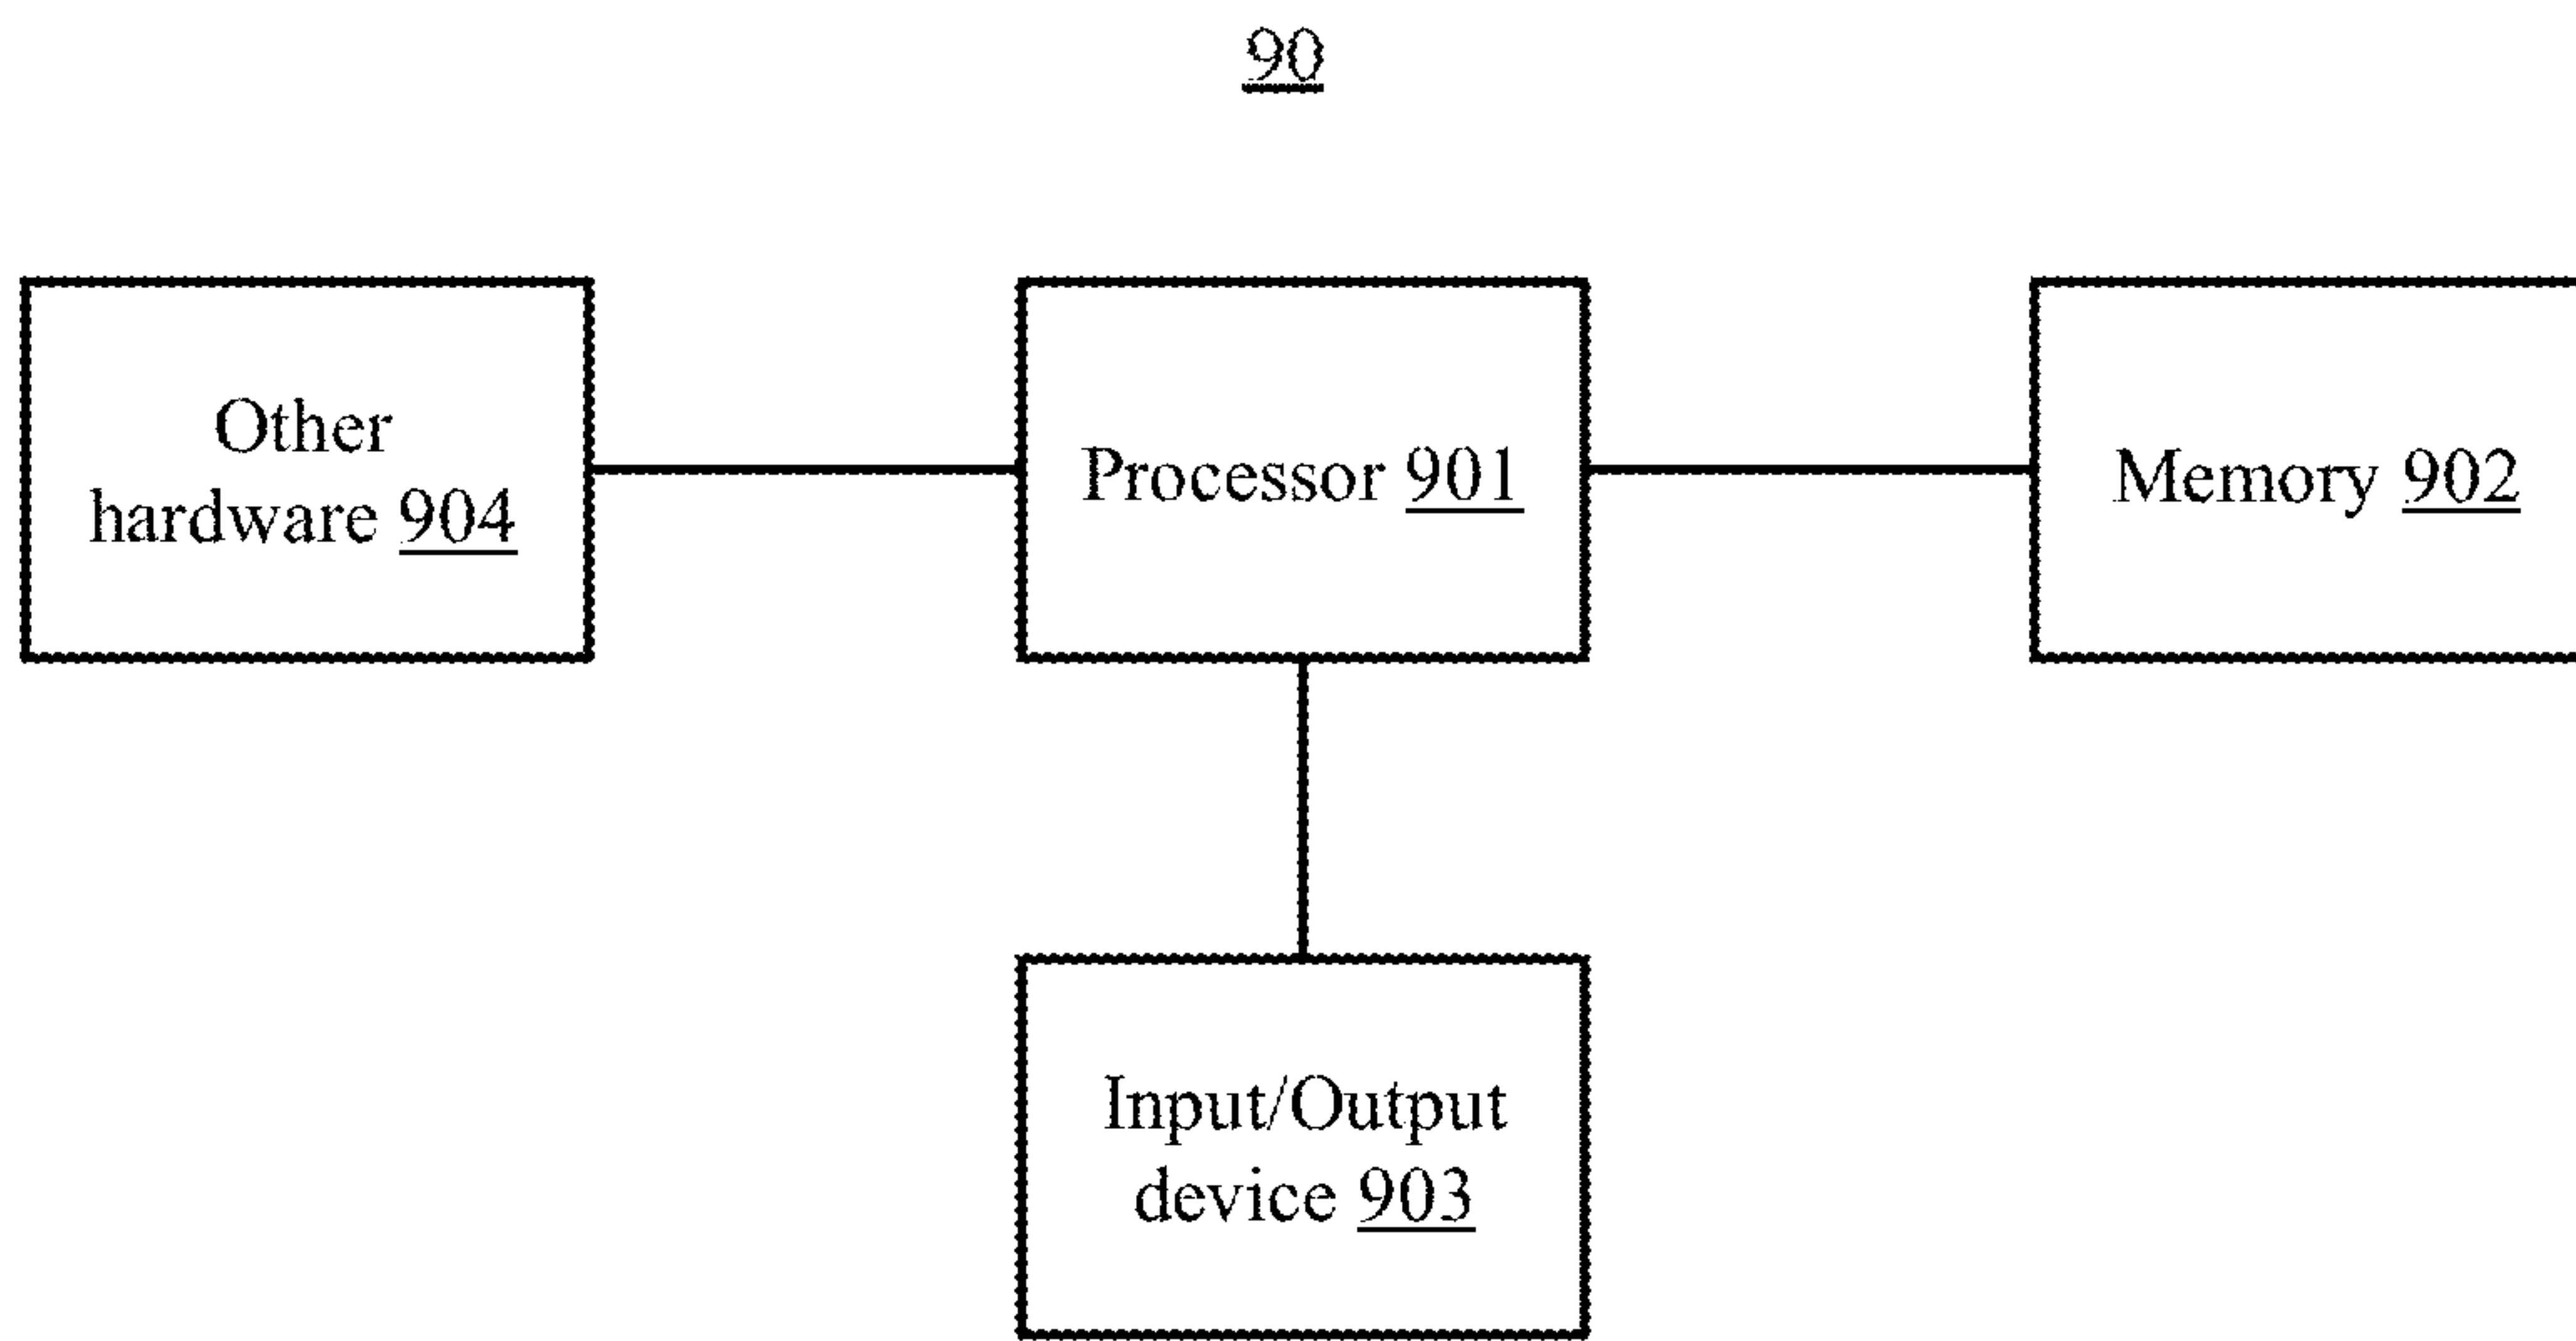 90
Other
hardware 904
Processor 901
Memory 902
Input/Output
device 903